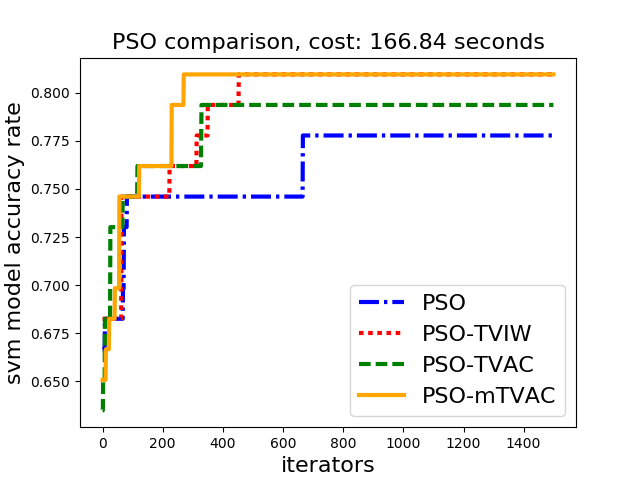 PSO comparison, cost: 166.84 seconds
svm model accuracy rate
0.800
0.775
0.750
0.725
0.700
0.675
0.650
PSO
PSO-TVIW
PSO-TVAC
PSO-mTVAC
0 200 400 600 800 1000 1200 1400
iterators